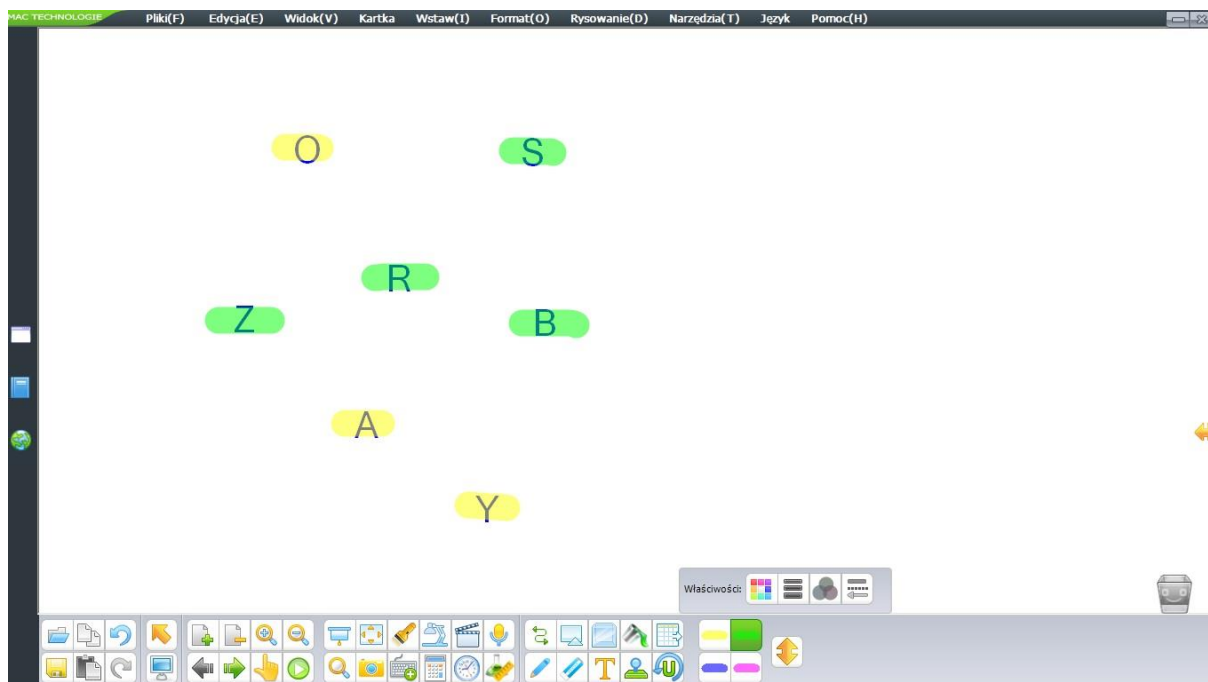 MAC TECHNOLOGIE Pliki(F) Edycja(E) Widok(V) Kartka Wstaw(I) Format(O) Rysowanie(D) Narzędzia(T) Język Pomoc(H)
O S
R
Z B
A
Y
Właściwości: